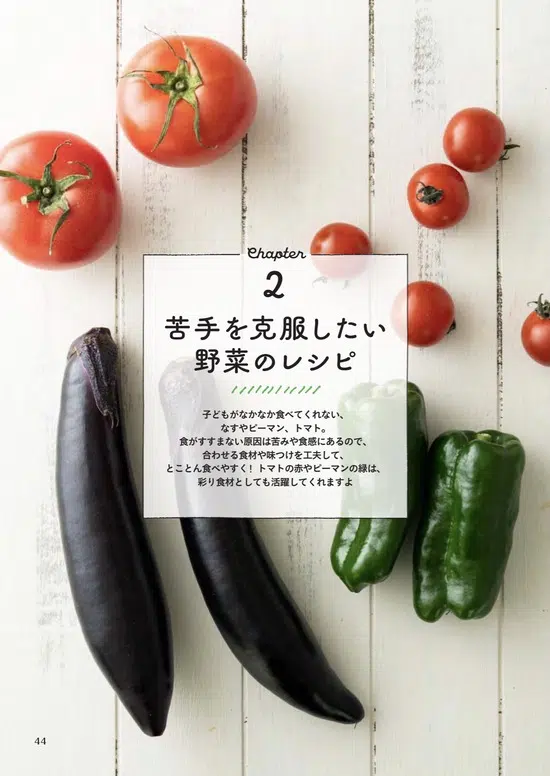 Chapter
2
苦手を克服したい
野菜のレシピ
子どもがなかなか食べてくれない、
なすやピーマン、トマト。
食がすすまない原因は苦みや食感にあるので、
合わせる食材や味つけを工夫して、
とことん食べやすく！トマトの赤やピーマンの緑は、
彩り食材としても活躍してくれますよ
44